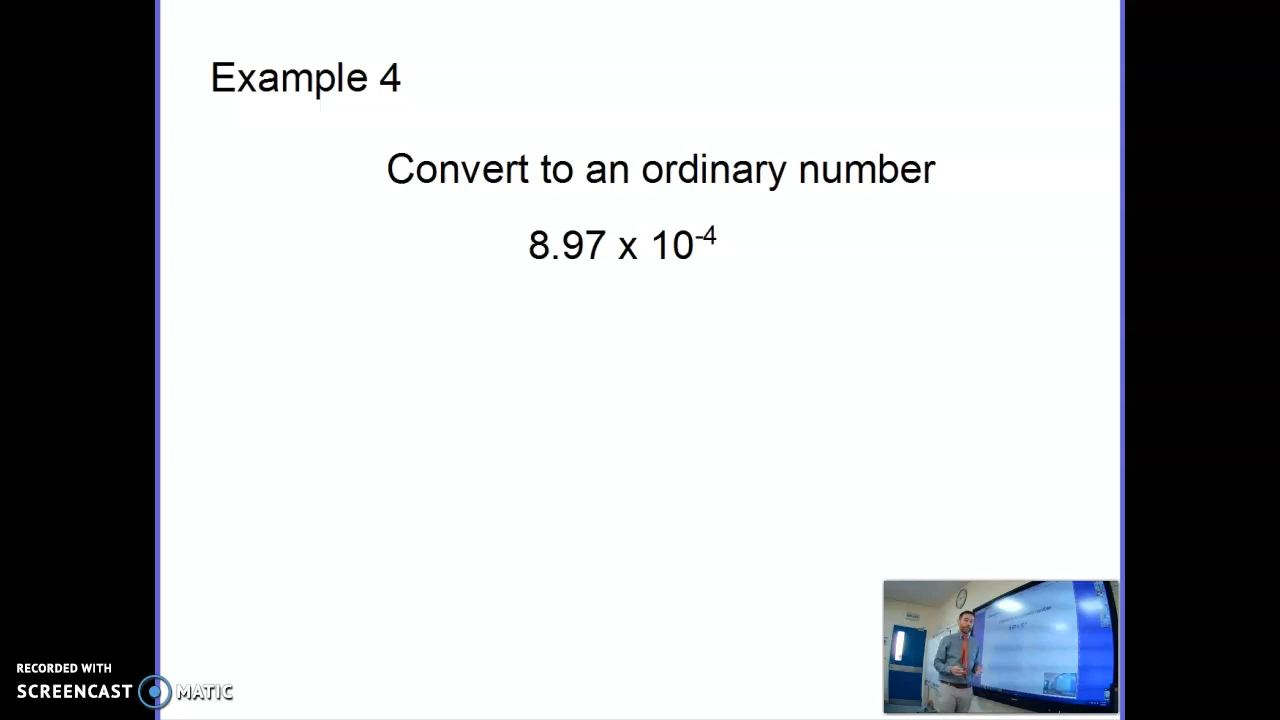 Example 4
Convert to an ordinary number
8.97 x 10⁻⁴
RECORDED WITH
SCREENCAST MATIC